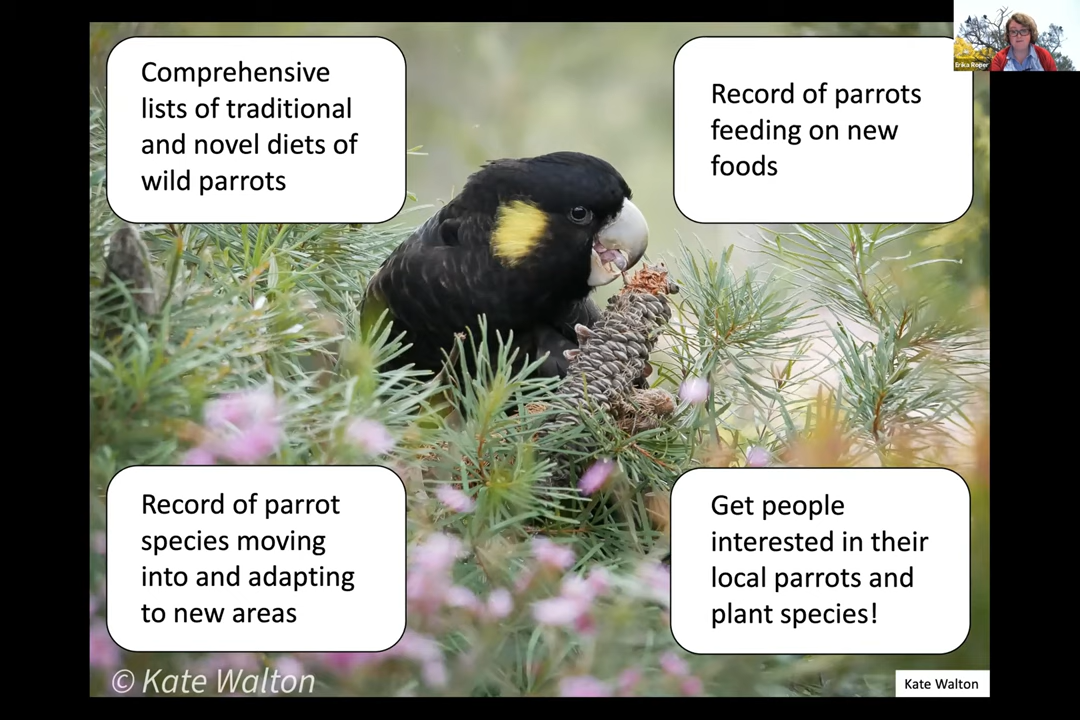 Comprehensive
lists of traditional
and novel diets of
wild parrots
Record of parrots
feeding on new
foods
Erika Roper
Record of parrot
species moving
into and adapting
to new areas
Get people
interested in their
local parrots and
plant species!
© Kate Walton
Kate Walton